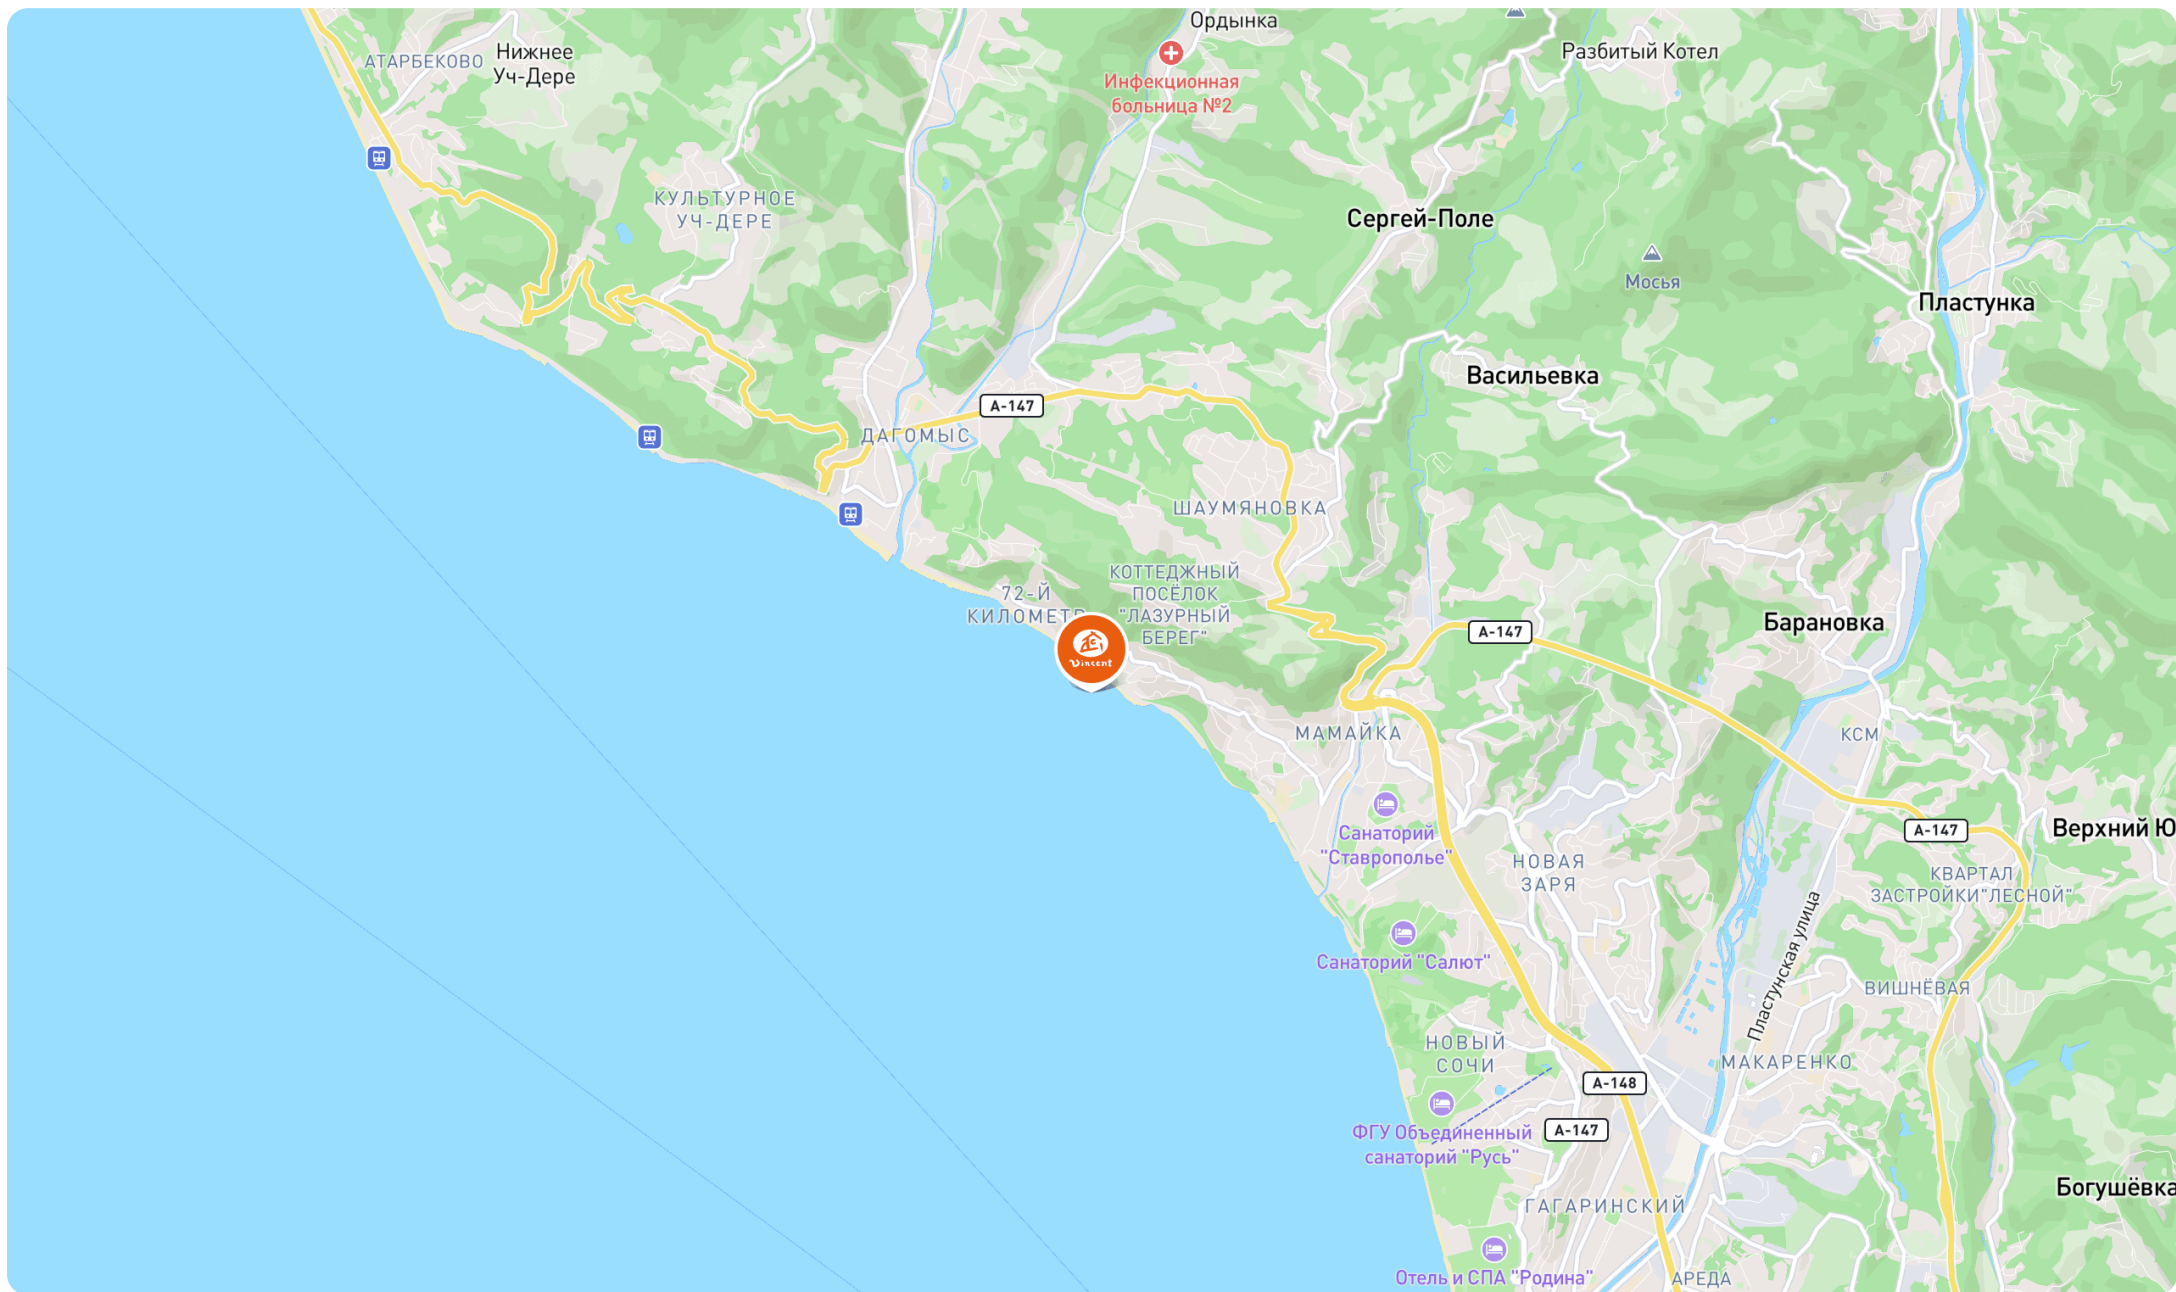 Ордынка
АТАРБЕКОВО
Нижнее
Уч-Дере
Разбитый Котел
Инфекционная
больница №2
КУЛЬТУРНОЕ
УЧ-ДЕРЕ
Сергей-Поле
Мосья
Пластунка
Васильевка
А-147
ДАГОМЫС
ШАУМЯНОВКА
КОТТЕДЖНЫЙ
ПОСЁЛОК
"ЛАЗУРНЫЙ
БЕРЕГ"
72-Й
КИЛОМЕТР
Vincent
А-147
Барановка
МАМАЙКА
КСМ
Санаторий
"Ставрополье"
А-147
Верхний Ю
НОВАЯ
ЗАРЯ
КВАРТАЛ
ЗАСТРОЙКИ"ЛЕСНОЙ"
Пластунская улица
Санаторий "Салют"
ВИШНЁВАЯ
НОВЫЙ
СОЧИ
МАКАРЕНКО
А-148
А-147
ФГУ Объединенный
санаторий "Русь"
Богушёвка
ГАГАРИНСКИЙ
Отель и СПА "Родина"
АРЕДА